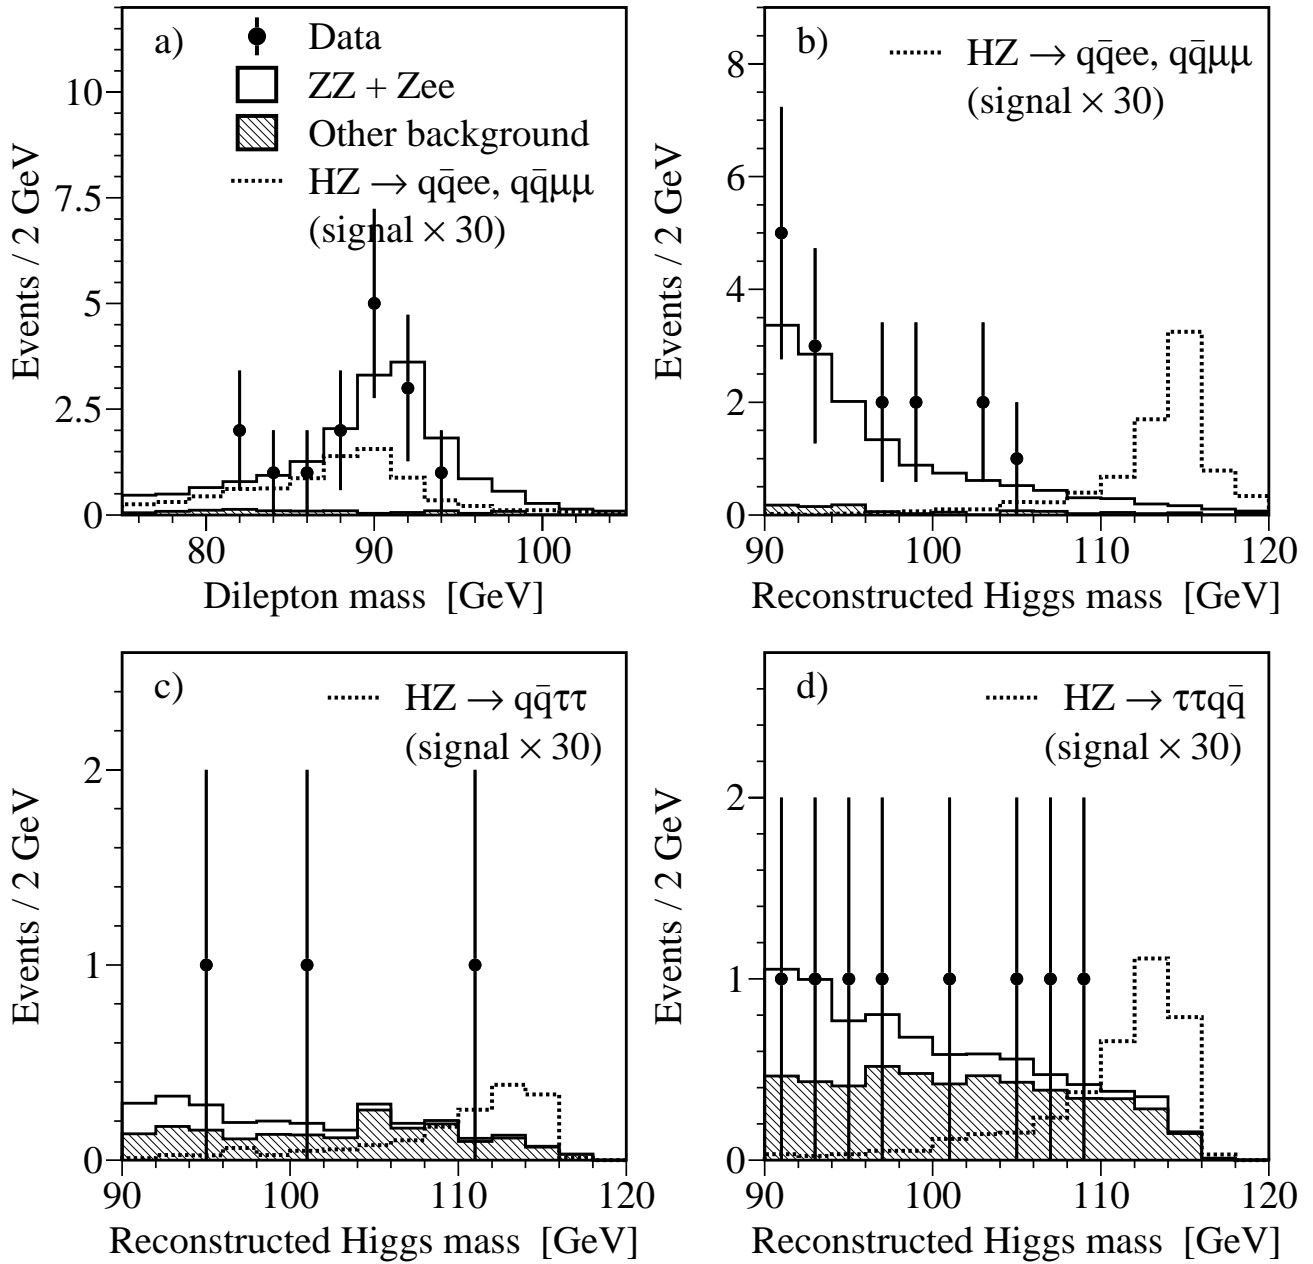 a)
Data
ZZ + Zee
Other background
HZ → qq̄ee, qq̄μμ
(signal × 30)
Events / 2 GeV
10
7.5
5
2.5
0
80 90 100
Dilepton mass [GeV]
b)
HZ → qq̄ee, qq̄μμ
(signal × 30)
Events / 2 GeV
8
6
4
2
0
90 100 110 120
Reconstructed Higgs mass [GeV]
c)
HZ → qq̄ττ
(signal × 30)
Events / 2 GeV
2
1
0
90 100 110 120
Reconstructed Higgs mass [GeV]
d)
HZ → ττqq̄
(signal × 30)
Events / 2 GeV
2
1
0
90 100 110 120
Reconstructed Higgs mass [GeV]